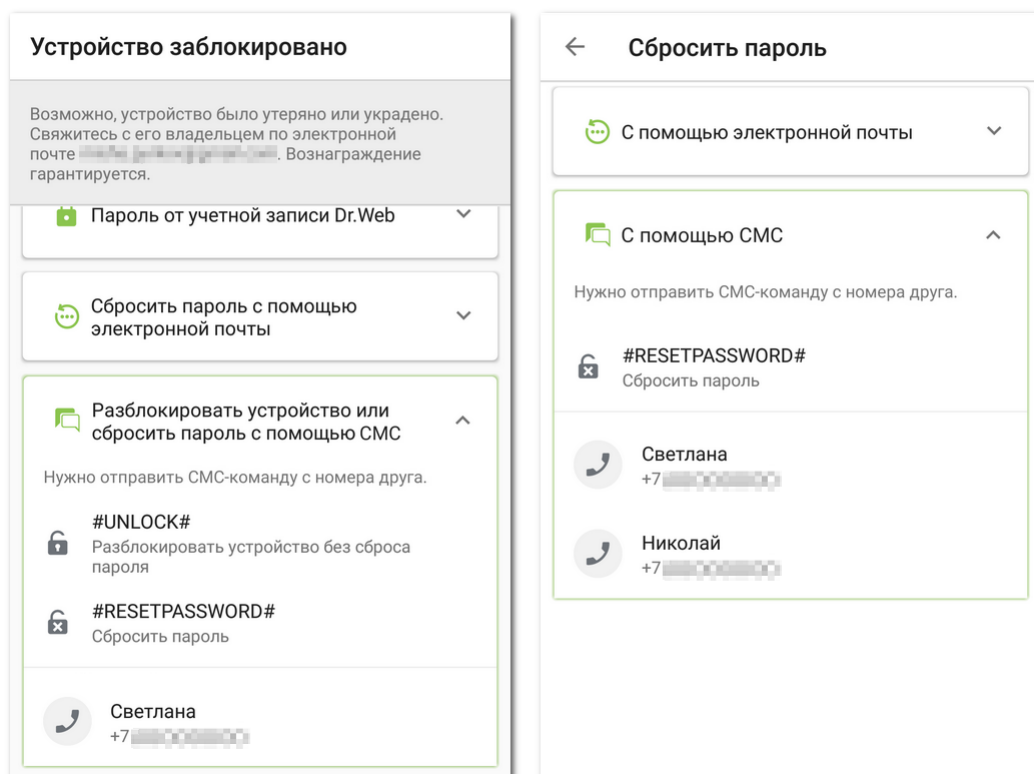 Устройство заблокировано
Возможно, устройство было утеряно или украдено.
Свяжитесь с его владельцем по электронной
почте . Вознаграждение
гарантируется.
Пароль от учетной записи Dr.Web
Сбросить пароль с помощью
электронной почты
Разблокировать устройство или
сбросить пароль с помощью СМС
Нужно отправить СМС-команду с номера друга.
#UNLOCK#
Разблокировать устройство без сброса
пароля
#RESETPASSWORD#
Сбросить пароль
Светлана
+7
Сбросить пароль
С помощью электронной почты
С помощью СМС
Нужно отправить СМС-команду с номера друга.
#RESETPASSWORD#
Сбросить пароль
Светлана
+7
Николай
+7